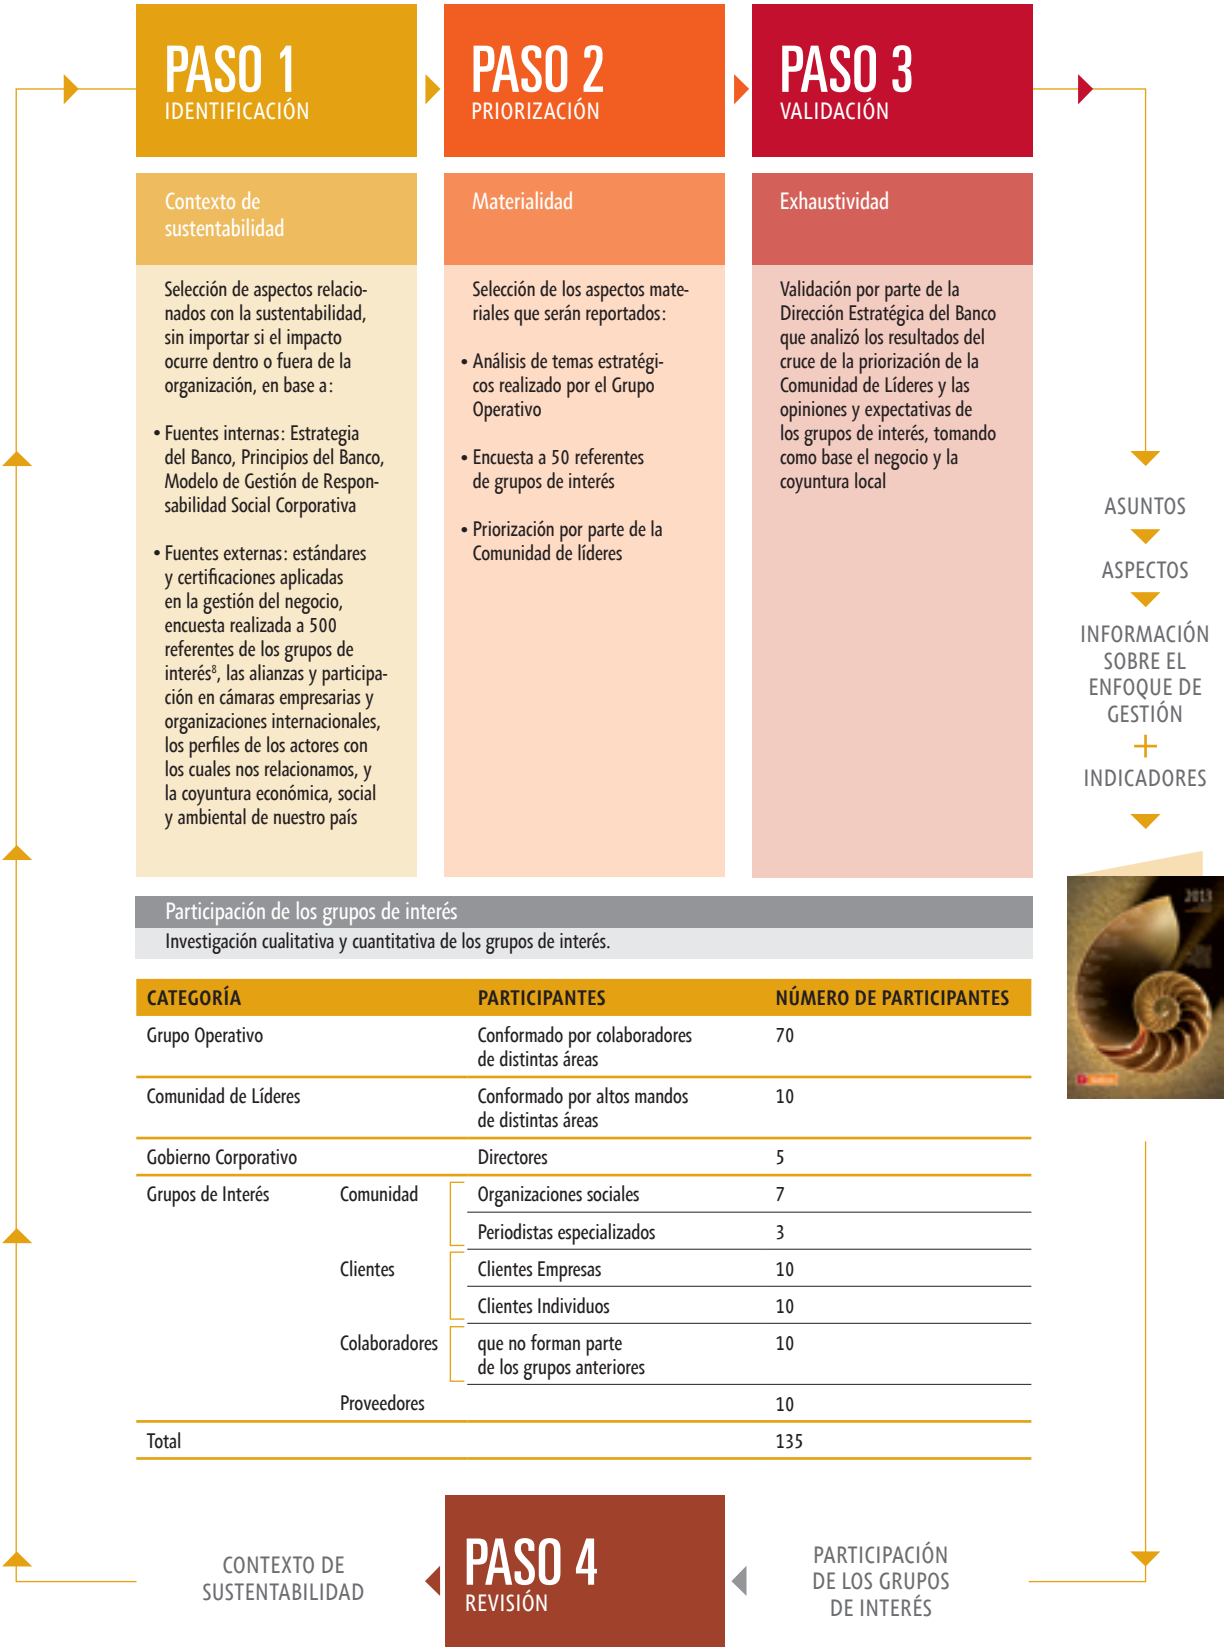 PASO 1
IDENTIFICACIÓN
PASO 2
PRIORIZACIÓN
PASO 3
VALIDACIÓN
Contexto de
sustentabilidad
Selección de aspectos relacio-
nados con la sustentabilidad,
sin importar si el impacto
ocurre dentro o fuera de la
organización, en base a:
• Fuentes internas: Estrategia
del Banco, Principios del Banco,
Modelo de Gestión de Respon-
sabilidad Social Corporativa
• Fuentes externas: estándares
y certificaciones aplicadas
en la gestión del negocio,
encuesta realizada a 500
referentes de los grupos de
interés⁸, las alianzas y participa-
ción en cámaras empresarias y
organizaciones internacionales,
los perfiles de los actores con
los cuales nos relacionamos, y
la coyuntura económica, social
y ambiental de nuestro país
Materialidad
Selección de los aspectos mate-
riales que serán reportados:
• Análisis de temas estratégi-
cos realizado por el Grupo
Operativo
• Encuesta a 50 referentes
de grupos de interés
• Priorización por parte de la
Comunidad de líderes
Exhaustividad
Validación por parte de la
Dirección Estratégica del Banco
que analizó los resultados del
cruce de la priorización de la
Comunidad de Líderes y las
opiniones y expectativas de
los grupos de interés, tomando
como base el negocio y la
coyuntura local
ASUNTOS
ASPECTOS
INFORMACIÓN
SOBRE EL
ENFOQUE DE
GESTIÓN
+
INDICADORES
2013
Participación de los grupos de interés
Investigación cualitativa y cuantitativa de los grupos de interés.
CATEGORÍA PARTICIPANTES NÚMERO DE PARTICIPANTES
Grupo Operativo Conformado por colaboradores 70
de distintas áreas
Comunidad de Líderes Conformado por altos mandos 10
de distintas áreas
Gobierno Corporativo Directores 5
Grupos de Interés Comunidad Organizaciones sociales 7
Periodistas especializados 3
Clientes Clientes Empresas 10
Clientes Individuos 10
Colaboradores que no forman parte 10
de los grupos anteriores
Proveedores 10
Total 135
CONTEXTO DE
SUSTENTABILIDAD
PASO 4
REVISIÓN
PARTICIPACIÓN
DE LOS GRUPOS
DE INTERÉS